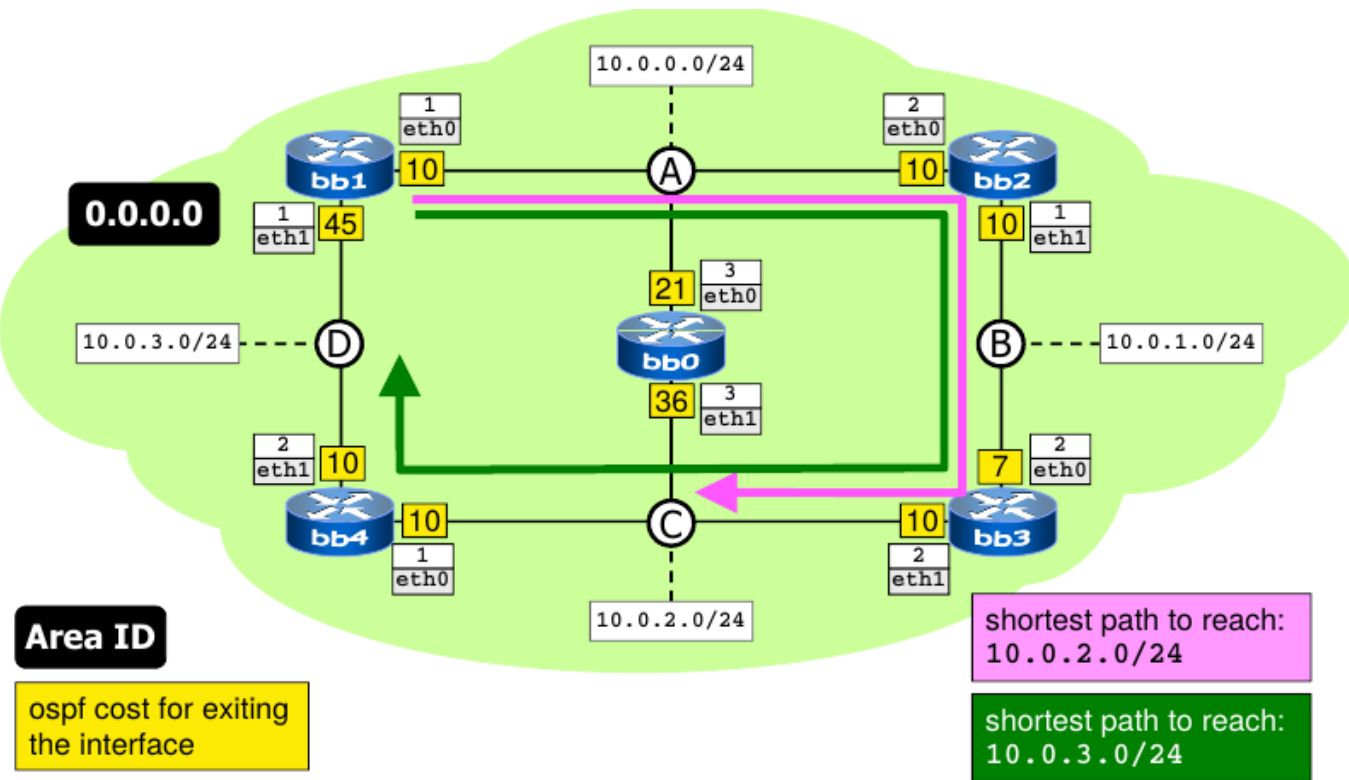 10.0.0.0/24
1
eth0
2
eth0
bb1
10
A
10
bb2
0.0.0.0
1
eth1
45
10
1
eth1
21
3
eth0
10.0.3.0/24
D
bb0
B
10.0.1.0/24
36
3
eth1
2
eth1
10
7
2
eth0
bb4
10
C
10
bb3
1
eth0
2
eth1
10.0.2.0/24
Area ID
shortest path to reach:
10.0.2.0/24
ospf cost for exiting
the interface
shortest path to reach:
10.0.3.0/24